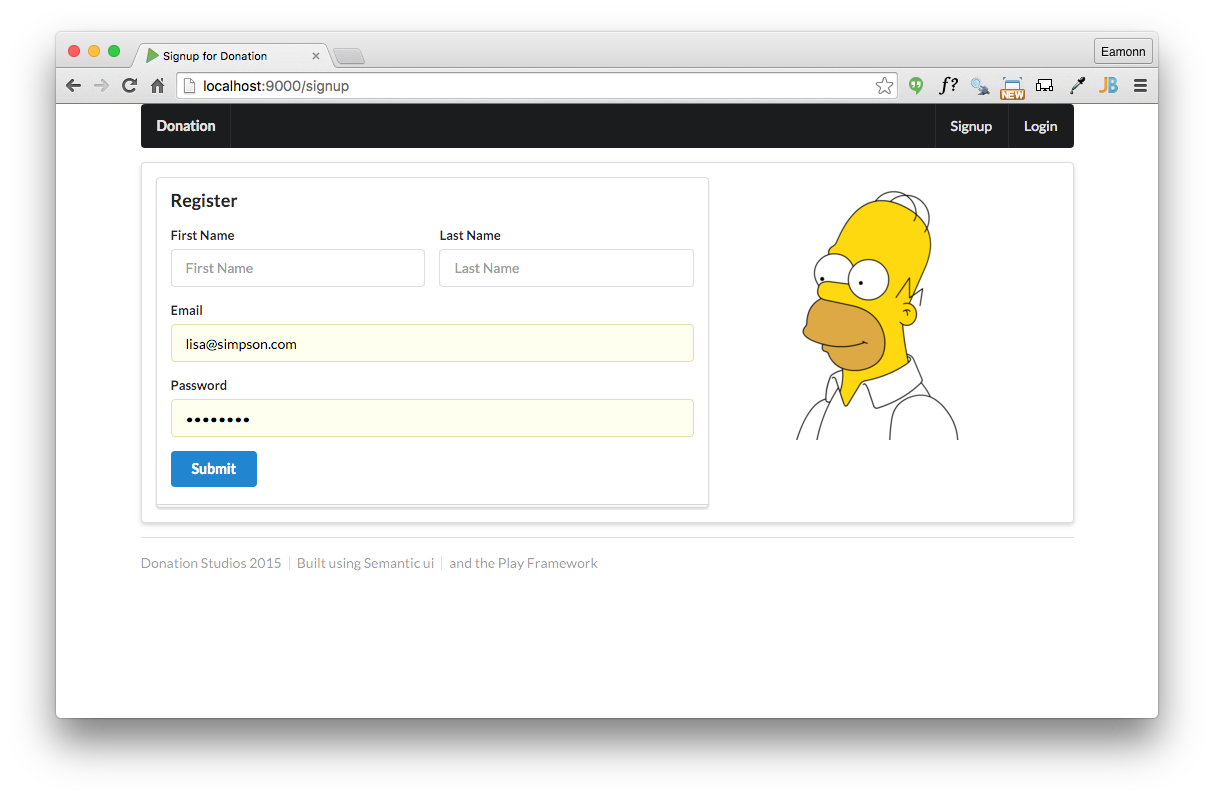 Signup for Donation
Eamonn
localhost:9000/signup
f?
NEW
JB
Donation Signup Login
Register
First Name Last Name
First Name Last Name
Email
lisa@simpson.com
Password
••••••••
Submit
Donation Studios 2015 Built using Semantic ui and the Play Framework